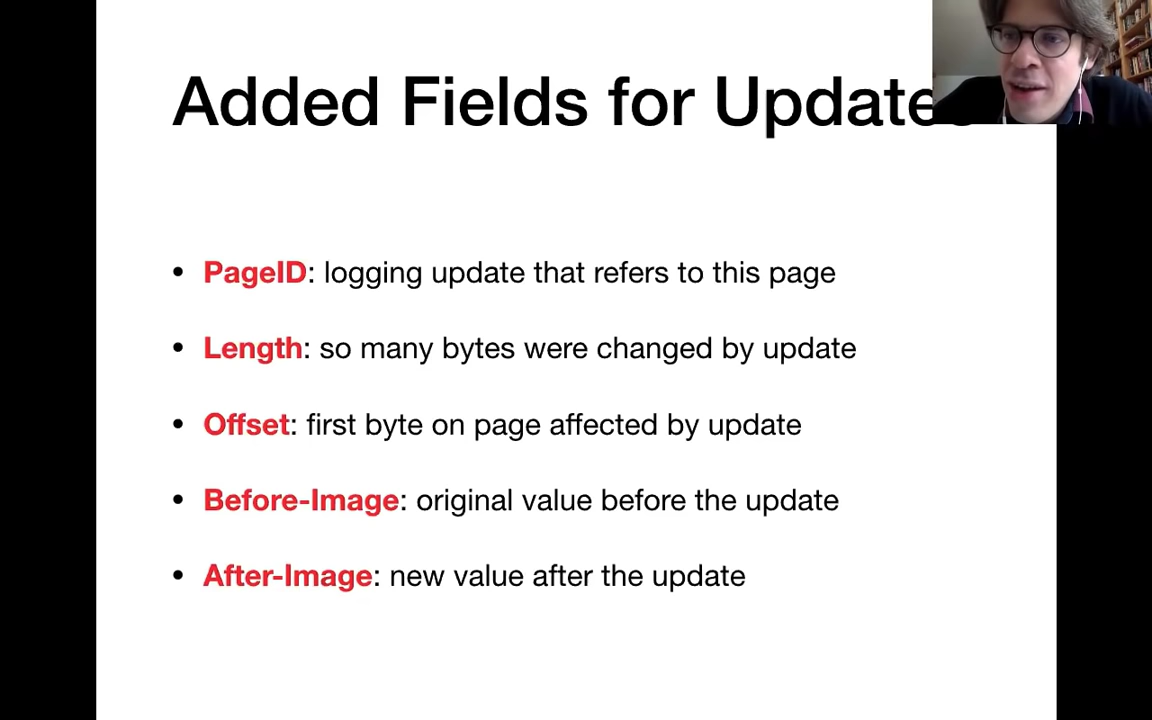 Added Fields for Update
• PageID: logging update that refers to this page
• Length: so many bytes were changed by update
• Offset: first byte on page affected by update
• Before-Image: original value before the update
• After-Image: new value after the update